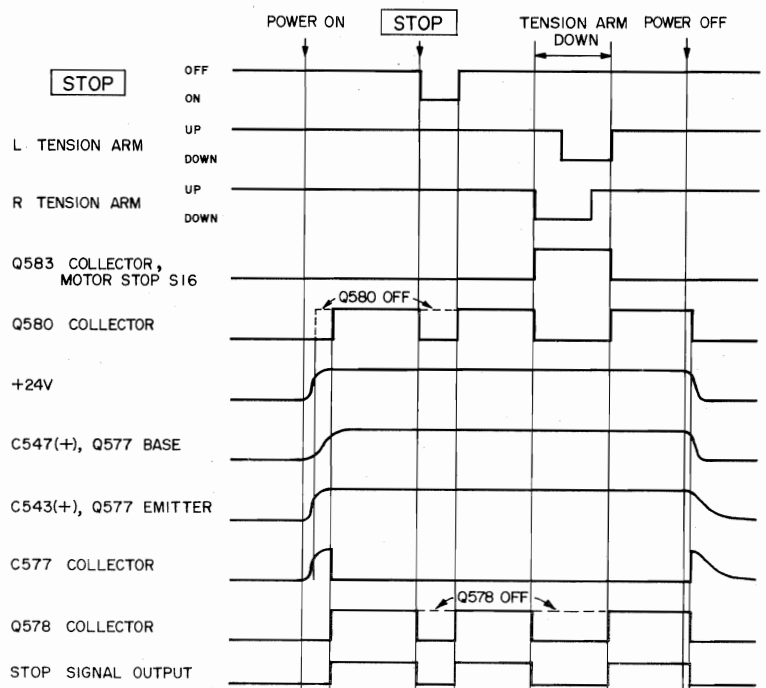 POWER ON STOP TENSION ARM DOWN POWER OFF
STOP
OFF
ON
L TENSION ARM
UP
DOWN
R TENSION ARM
UP
DOWN
Q583 COLLECTOR,
MOTOR STOP SI6
Q580 OFF
Q580 COLLECTOR
+24V
C547(+), Q577 BASE
C543(+), Q577 EMITTER
C577 COLLECTOR
Q578 OFF
Q578 COLLECTOR
STOP SIGNAL OUTPUT